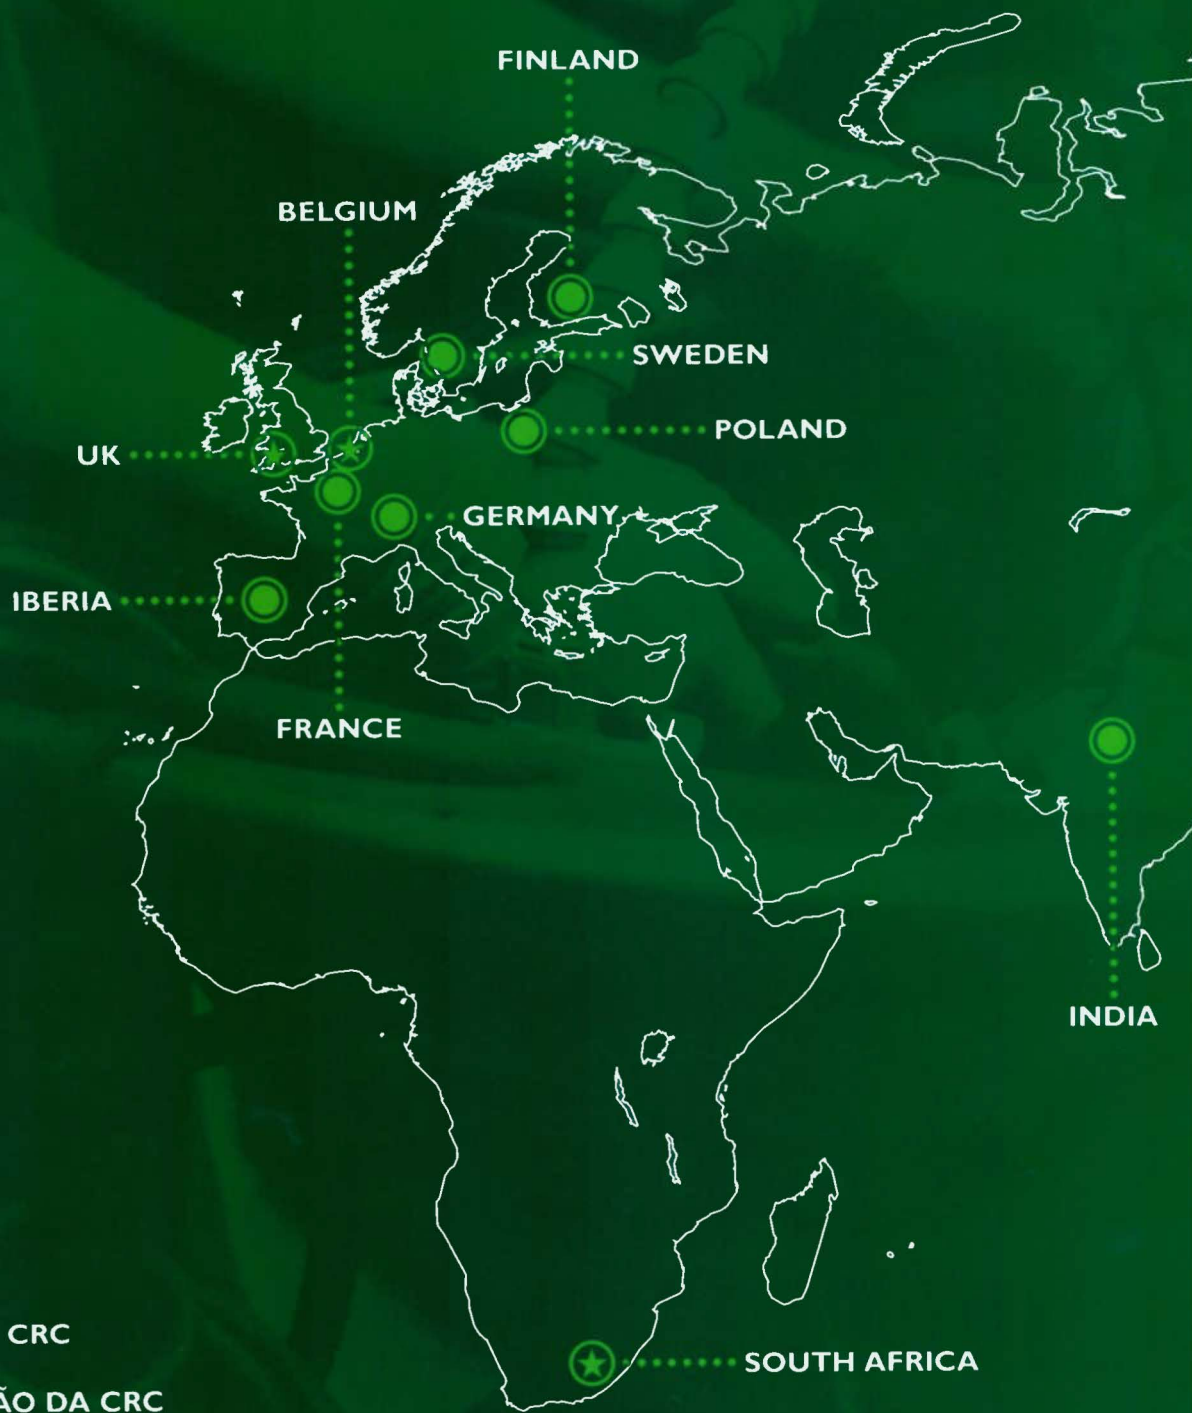 FINLAND
BELGIUM
SWEDEN
POLAND
UK
GERMANY
IBERIA
FRANCE
INDIA
CRC
SOUTH AFRICA
ÃO DA CRC